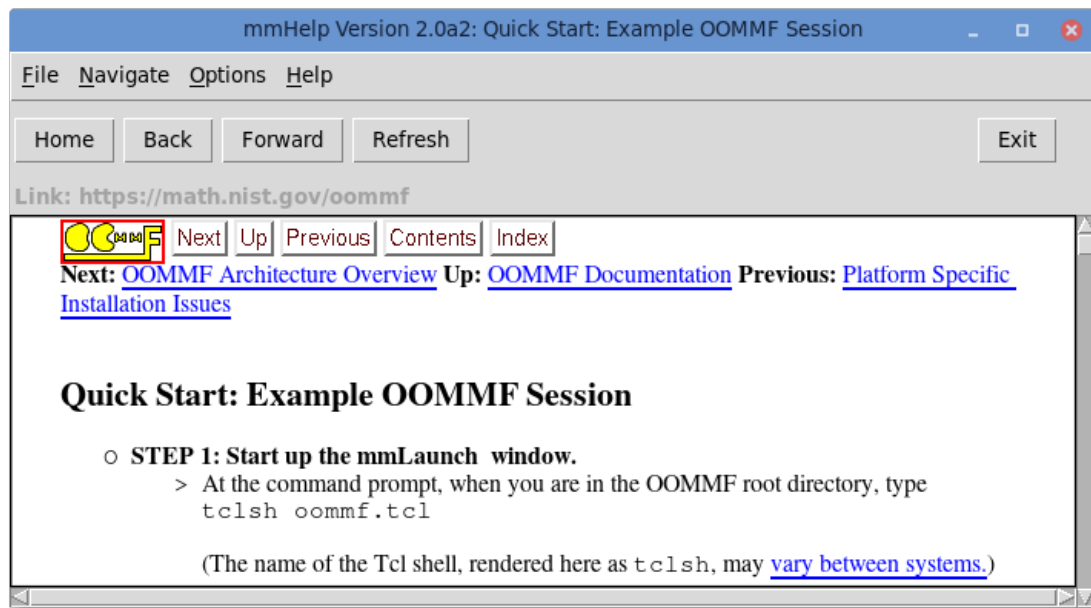 mmHelp Version 2.0a2: Quick Start: Example OOMMF Session
File Navigate Options Help
Home Back Forward Refresh Exit
Link: https://math.nist.gov/oommf
OOMMF Next Up Previous Contents Index
Next: OOMMF Architecture Overview Up: OOMMF Documentation Previous: Platform Specific
Installation Issues
Quick Start: Example OOMMF Session
STEP 1: Start up the mmLaunch window.
> At the command prompt, when you are in the OOMMF root directory, type
tclsh oommf.tcl
(The name of the Tcl shell, rendered here as tclsh, may vary between systems.)